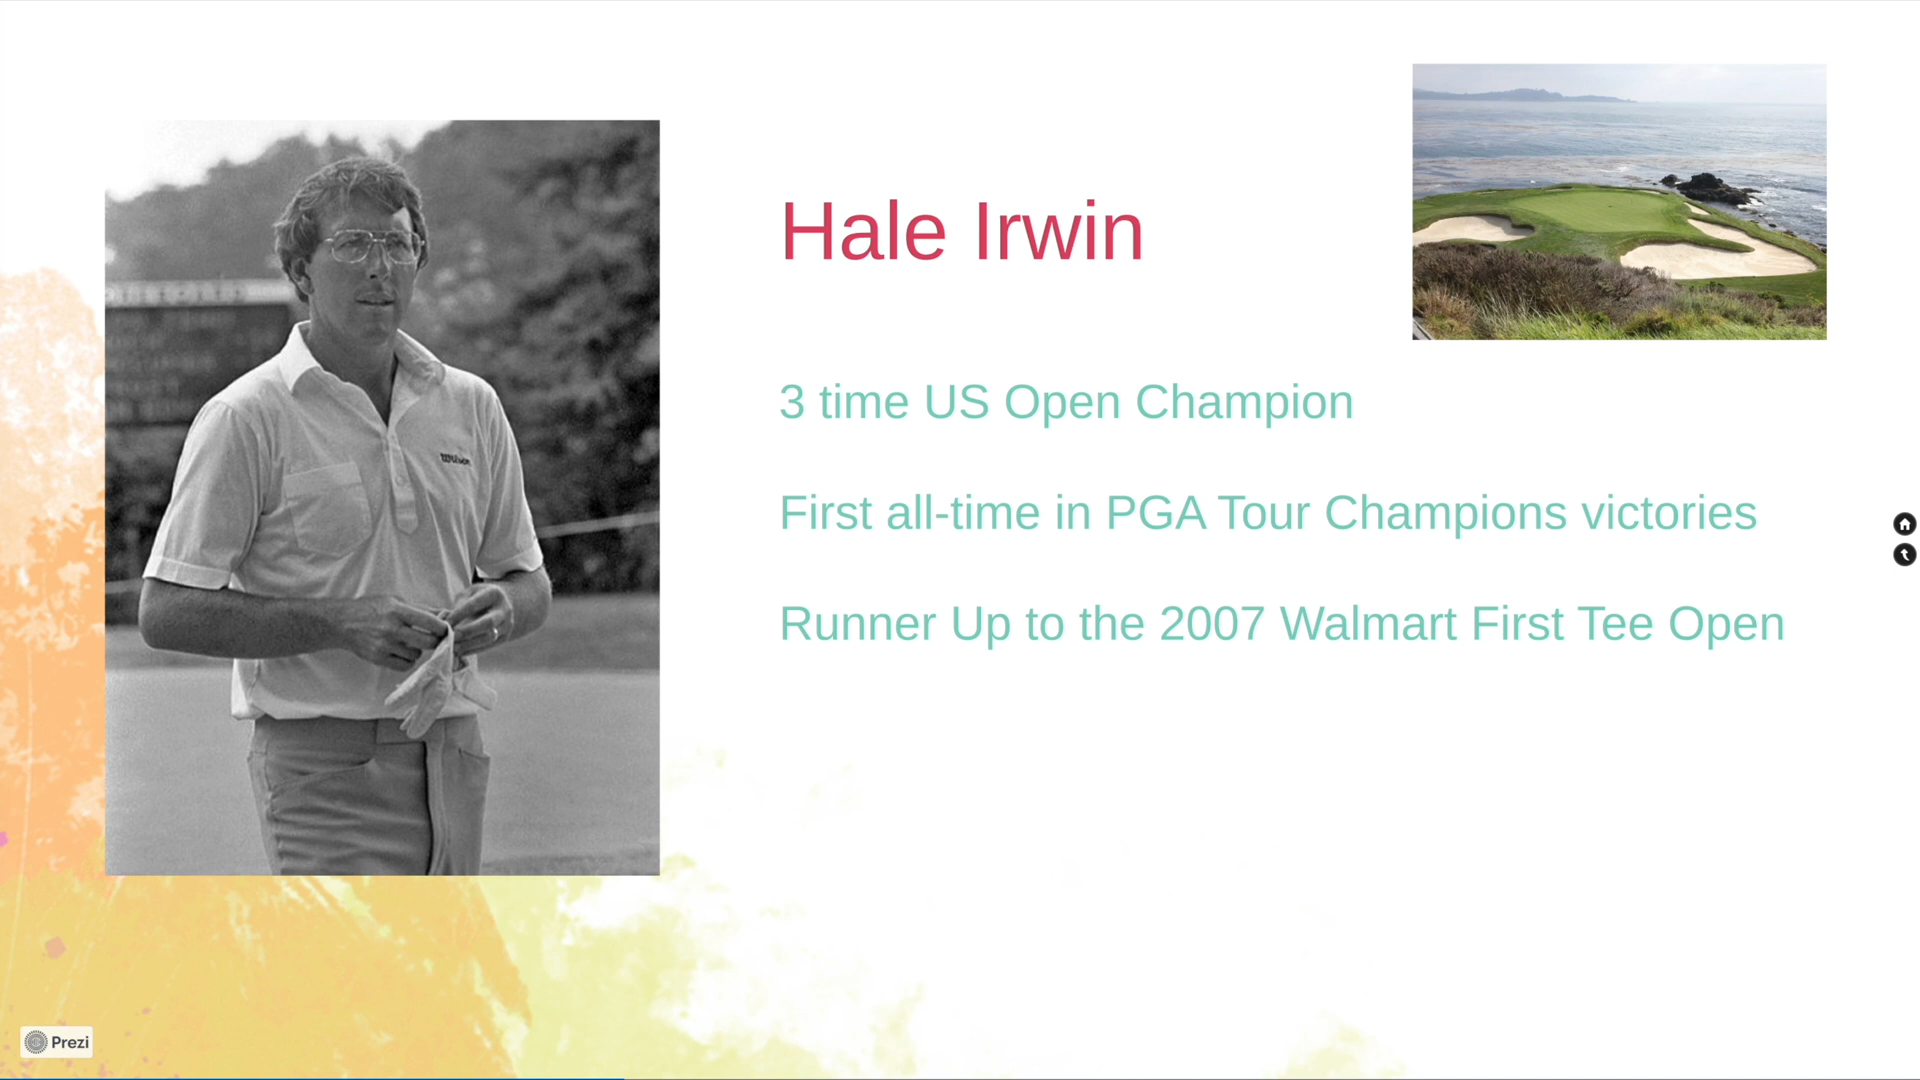 Hale Irwin
3 time US Open Champion
First all-time in PGA Tour Champions victories
Runner Up to the 2007 Walmart First Tee Open
Wilson
Prezi